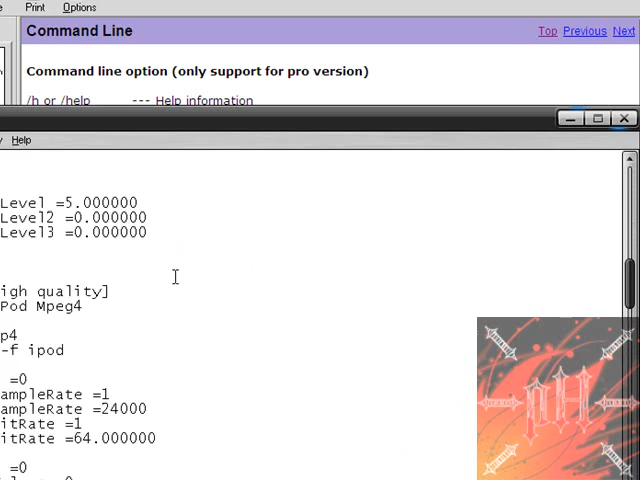 Print Options
Command Line Top Previous Next
Command line option (only support for pro version)
/h or /help --- Help information
Help
Level =5.000000
Level2 =0.000000
Level3 =0.000000
igh quality]
Pod Mpeg4
p4
-f ipod
=0
ampleRate =1
ampleRate =24000
itRate =1
itRate =64.000000
=0
pH